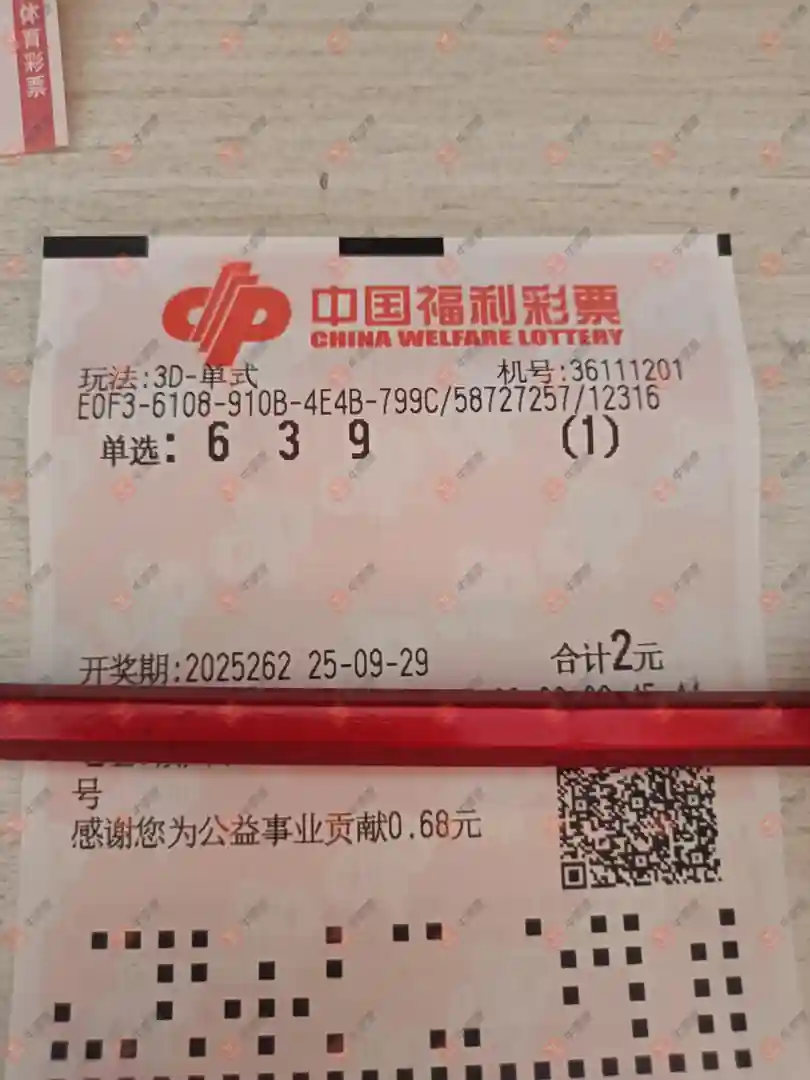 体育彩票
中国福利彩票
CHINA WELFARE LOTTERY
玩法:3D-单式 机号:36111201
E0F3-6108-910B-4E4B-799C/58727257/12316
单选: 6 3 9 (1)
开奖期:2025262 25-09-29 合计2元
号
感谢您为公益事业贡献0.68元